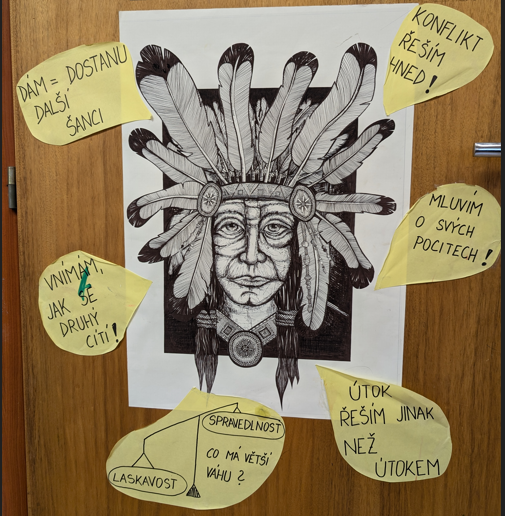 DÁM = DOSTANU
DALŠÍ
ŠANCI
KONFLIKT
ŘEŠÍM
HNED!
MLUVÍM
O SVÝCH
POCITECH!
VNÍMÁM,
JAK SE
DRUHÝ
CÍTÍ!
ÚTOK
ŘEŠÍM JINAK
NEŽ
ÚTOKEM
SPRAVEDLNOST
CO MÁ VĚTŠÍ
VÁHU?
LASKAVOST